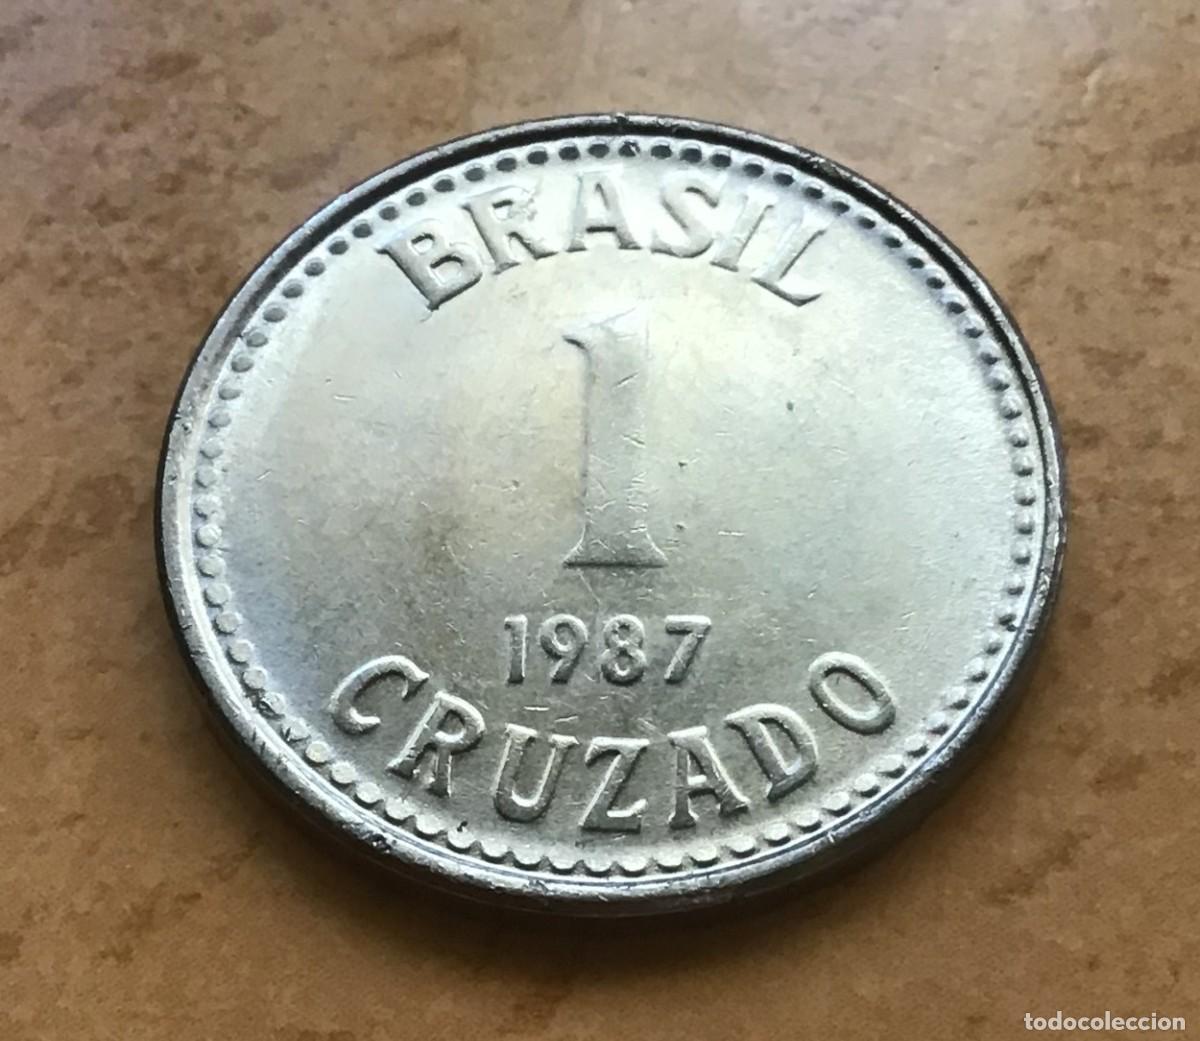 BRASIL
1
1987
CRUZADO
todocoleccion